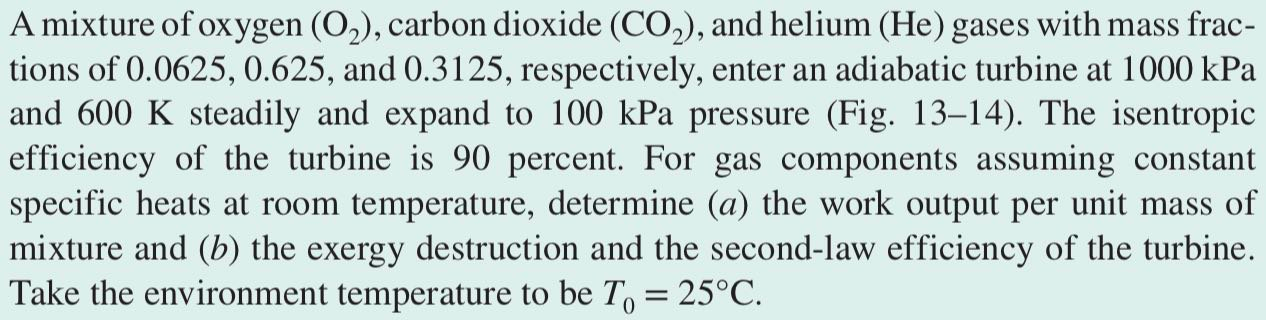 A mixture of oxygen (O₂), carbon dioxide (CO₂), and helium (He) gases with mass frac-
tions of 0.0625, 0.625, and 0.3125, respectively, enter an adiabatic turbine at 1000 kPa
and 600 K steadily and expand to 100 kPa pressure (Fig. 13–14). The isentropic
efficiency of the turbine is 90 percent. For gas components assuming constant
specific heats at room temperature, determine (a) the work output per unit mass of
mixture and (b) the exergy destruction and the second-law efficiency of the turbine.
Take the environment temperature to be T₀ = 25°C.